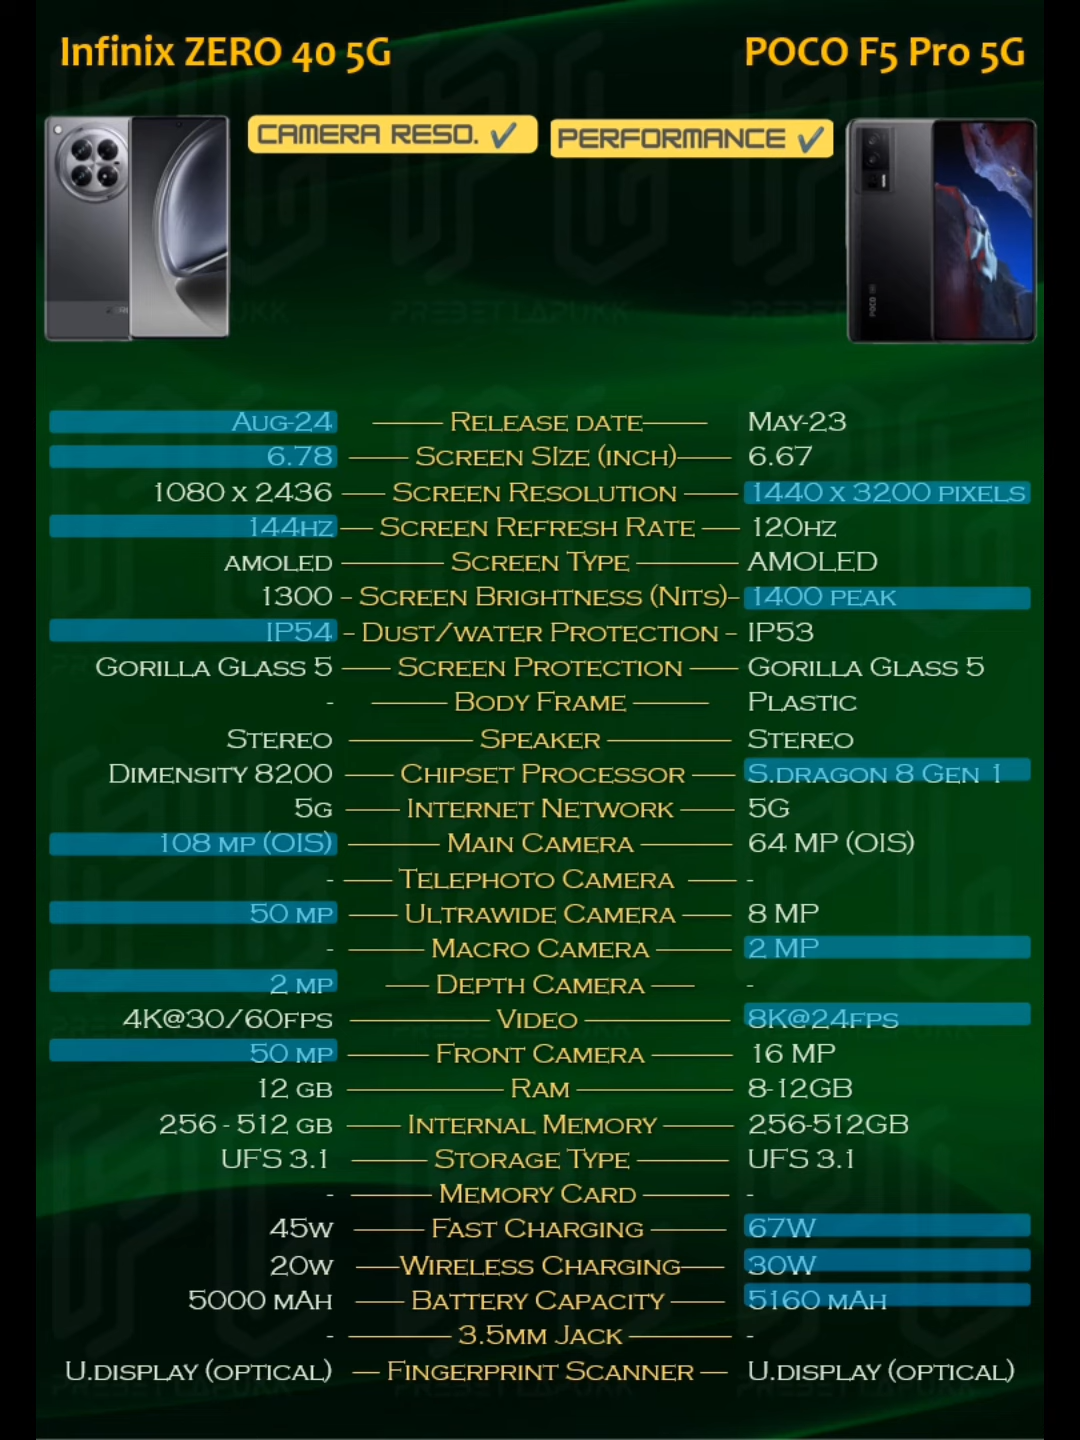 Infinix ZERO 40 5G
POCO F5 Pro 5G
CAMERA RESO. ✓
PERFORMANCE ✓
AUG-24 RELEASE DATE MAY-23
6.78 SCREEN SIZE (INCH) 6.67
1080 X 2436 SCREEN RESOLUTION 1440 X 3200 PIXELS
144HZ SCREEN REFRESH RATE 120HZ
AMOLED SCREEN TYPE AMOLED
1300 - SCREEN BRIGHTNESS (NITS)- 1400 PEAK
IP54 - DUST/WATER PROTECTION - IP53
GORILLA GLASS 5 SCREEN PROTECTION GORILLA GLASS 5
- BODY FRAME PLASTIC
STEREO SPEAKER STEREO
DIMENSITY 8200 CHIPSET PROCESSOR S.DRAGON 8 GEN 1
5G INTERNET NETWORK 5G
108 MP (OIS) MAIN CAMERA 64 MP (OIS)
- TELEPHOTO CAMERA -
50 MP ULTRAWIDE CAMERA 8 MP
- MACRO CAMERA 2 MP
2 MP DEPTH CAMERA -
4K@30/60FPS VIDEO 8K@24FPS
50 MP FRONT CAMERA 16 MP
12 GB RAM 8-12GB
256 - 512 GB INTERNAL MEMORY 256-512GB
UFS 3.1 STORAGE TYPE UFS 3.1
- MEMORY CARD -
45W FAST CHARGING 67W
20W WIRELESS CHARGING 30W
5000 MAH BATTERY CAPACITY 5160 MAH
- 3.5MM JACK -
U.DISPLAY (OPTICAL) FINGERPRINT SCANNER U.DISPLAY (OPTICAL)